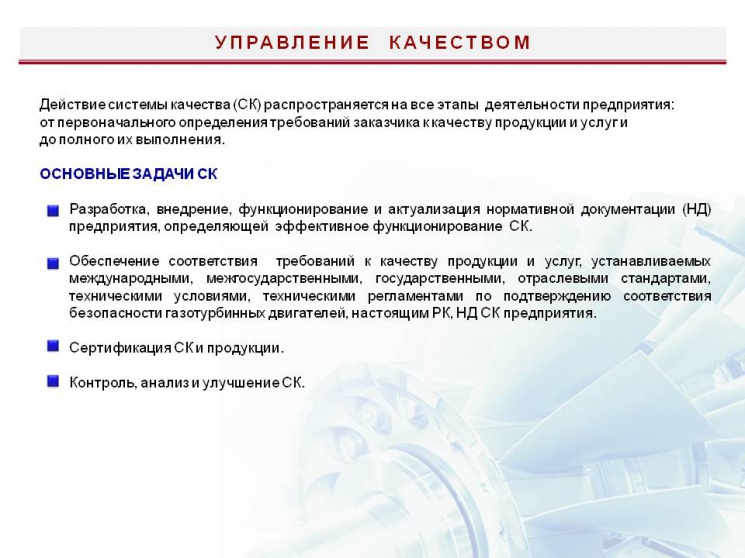 УПРАВЛЕНИЕ КАЧЕСТВОМ
Действие системы качества (СК) распространяется на все этапы деятельности предприятия:
от первоначального определения требований заказчика к качеству продукции и услуг и
до полного их выполнения.
ОСНОВНЫЕ ЗАДАЧИ СК
Разработка, внедрение, функционирование и актуализация нормативной документации (НД)
предприятия, определяющей эффективное функционирование СК.
Обеспечение соответствия требований к качеству продукции и услуг, устанавливаемых
международными, межгосударственными, государственными, отраслевыми стандартами,
техническими условиями, техническими регламентами по подтверждению соответствия
безопасности газотурбинных двигателей, настоящим РК, НД СК предприятия.
Сертификация СК и продукции.
Контроль, анализ и улучшение СК.